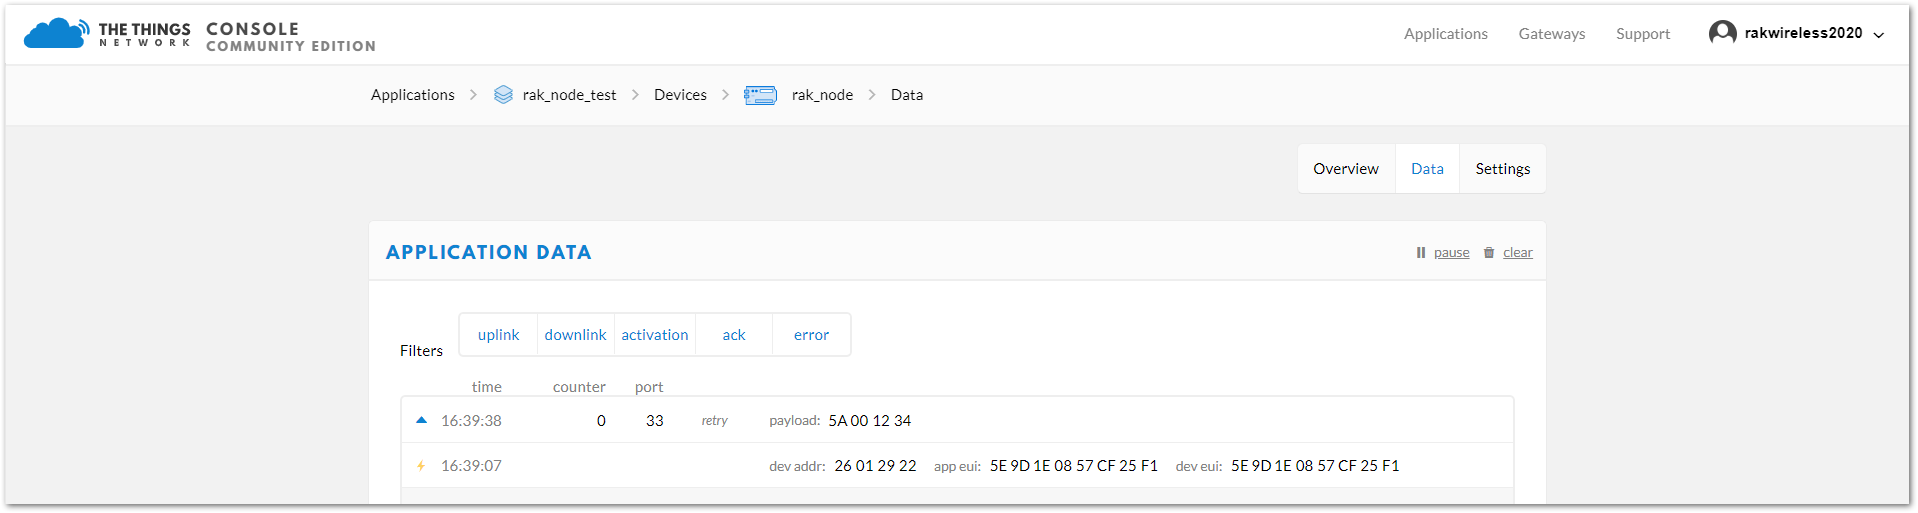 THE THINGS NETWORK CONSOLE COMMUNITY EDITION
Applications Gateways Support rakwireless2020
Applications rak_node_test Devices rak_node Data
Overview Data Settings
APPLICATION DATA pause clear
Filters uplink downlink activation ack error
time counter port
16:39:38 0 33 retry payload: 5A 00 12 34
16:39:07 dev addr: 26 01 29 22 app eui: 5E 9D 1E 08 57 CF 25 F1 dev eui: 5E 9D 1E 08 57 CF 25 F1